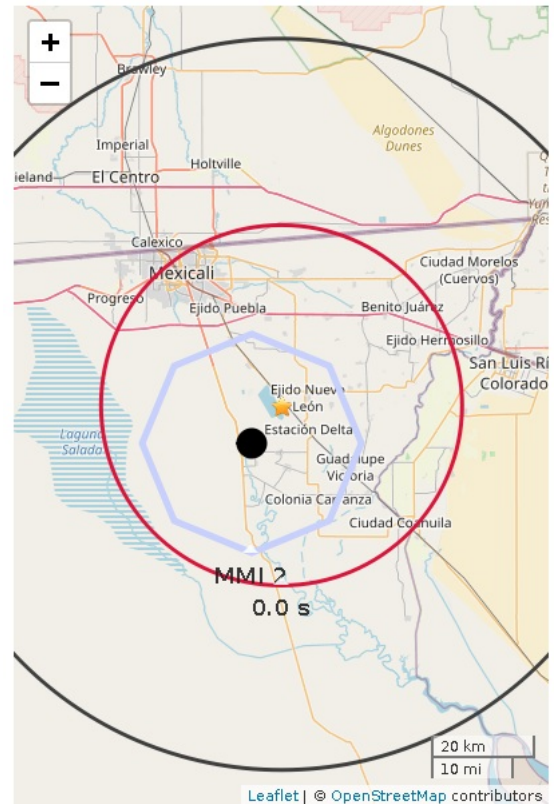 +
−
Brawley
Algodones
Dunes
Imperial
Holtville
El Centro
Calexico
Mexicali
Ciudad Morelos
(Cuervos)
Progreso
Ejido Puebla
Benito Juárez
Ejido Hermosillo
San Luis Rí
Colorado
Ejido Nuevo
León
Estación Delta
Laguna
Salada
Guadalupe
Victoria
Colonia Carranza
Ciudad Coahuila
MMI 2
0.0 s
20 km
10 mi
Leaflet | © OpenStreetMap contributors